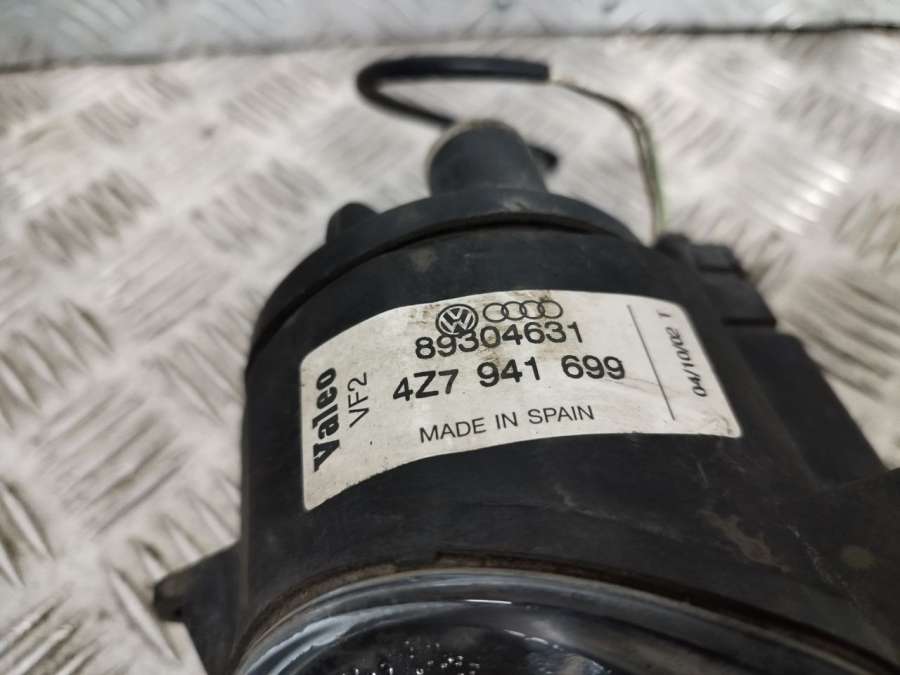 89304631
Valeo
VF2
4Z7 941 699
MADE IN SPAIN
04/10/02 1